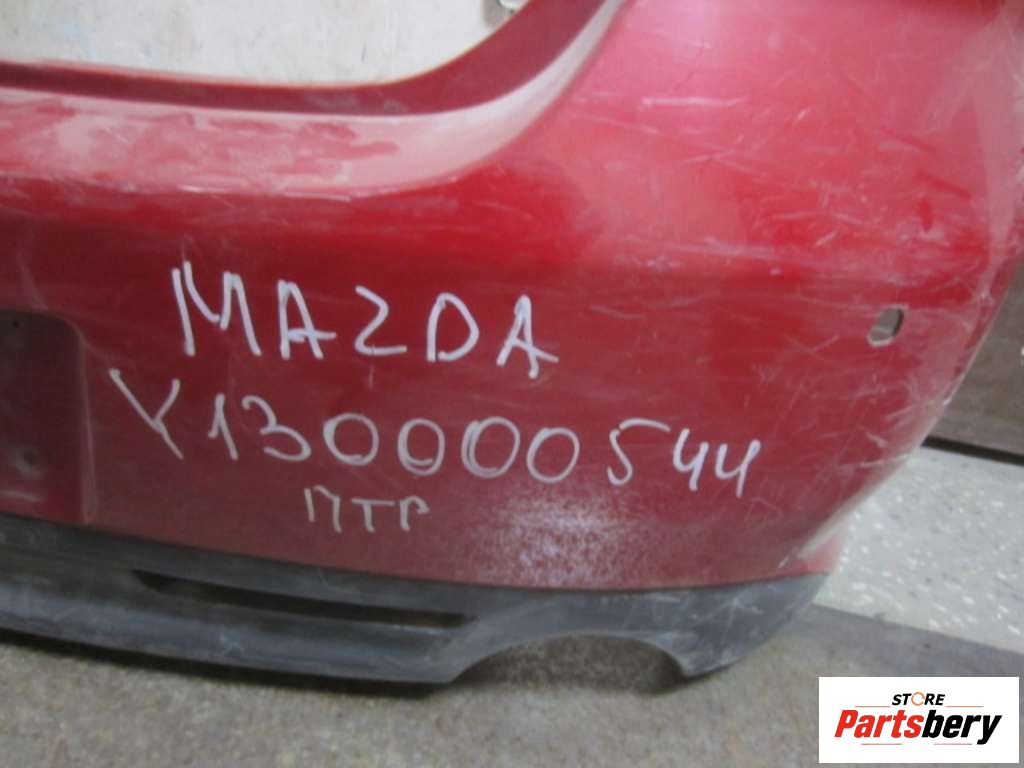 MAZDA
Y130000544
ПТР
STORE
Partsbery